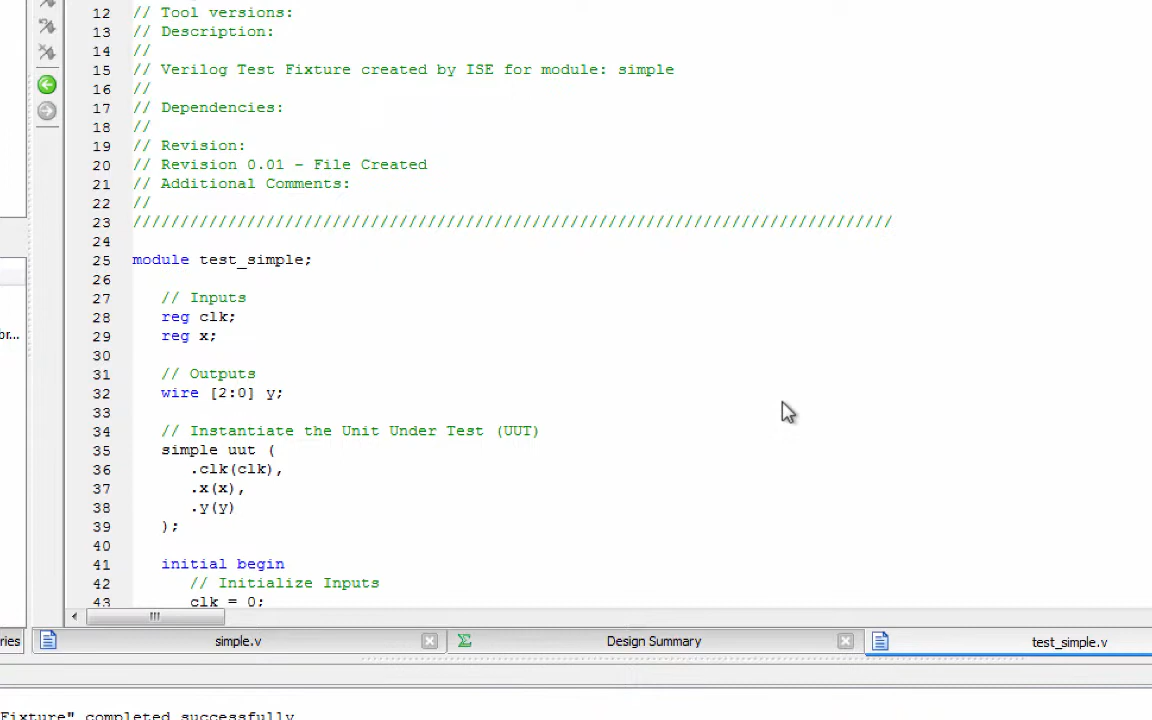 12 // Tool versions:
13 // Description:
14 //
15 // Verilog Test Fixture created by ISE for module: simple
16 //
17 // Dependencies:
18 //
19 // Revision:
20 // Revision 0.01 - File Created
21 // Additional Comments:
22 //
23 ////////////////////////////////////////////////////////////////////////////////
24
25 module test_simple;
26
27 // Inputs
28 reg clk;
29 reg x;
30
31 // Outputs
32 wire [2:0] y;
33
34 // Instantiate the Unit Under Test (UUT)
35 simple uut (
36 .clk(clk),
37 .x(x),
38 .y(y)
39 );
40
41 initial begin
42 // Initialize Inputs
43 clk = 0;
br...
ries
simple.v
Design Summary
test_simple.v
Fixture" completed successfully